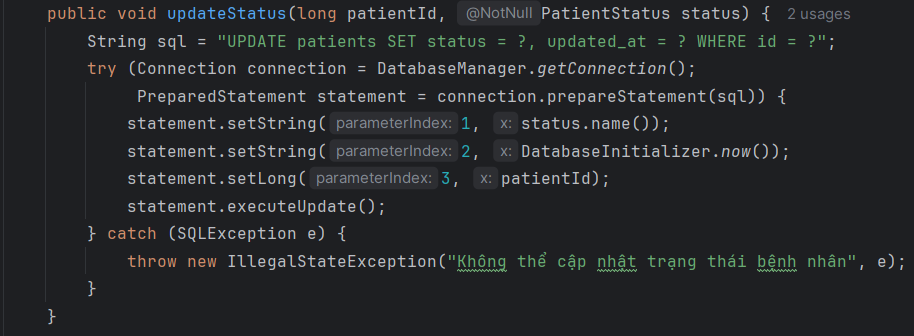 public void updateStatus(long patientId, @NotNull PatientStatus status) { 2 usages
String sql = "UPDATE patients SET status = ?, updated_at = ? WHERE id = ?";
try (Connection connection = DatabaseManager.getConnection();
PreparedStatement statement = connection.prepareStatement(sql)) {
statement.setString( parameterIndex: 1, x: status.name());
statement.setString( parameterIndex: 2, x: DatabaseInitializer.now());
statement.setLong( parameterIndex: 3, x: patientId);
statement.executeUpdate();
} catch (SQLException e) {
throw new IllegalStateException("Không thể cập nhật trạng thái bệnh nhân", e);
}
}